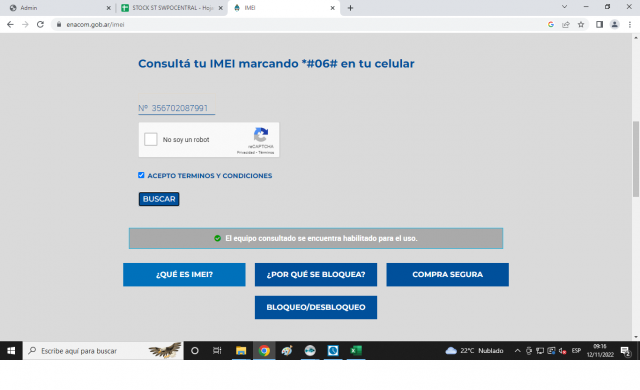 Admin
STOCK ST SWPOCENTRAL - Hoja
IMEI
enacom.gob.ar/imei
Consultá tu IMEI marcando *#06# en tu celular
Nº 356702087991
No soy un robot
reCAPTCHA
Privacidad - Términos
ACEPTO TERMINOS Y CONDICIONES
BUSCAR
El equipo consultado se encuentra habilitado para el uso.
¿QUÉ ES IMEI?
¿POR QUÉ SE BLOQUEA?
COMPRA SEGURA
BLOQUEO/DESBLOQUEO
Escribe aquí para buscar
22°C Nublado
ESP
09:16
12/11/2022
2